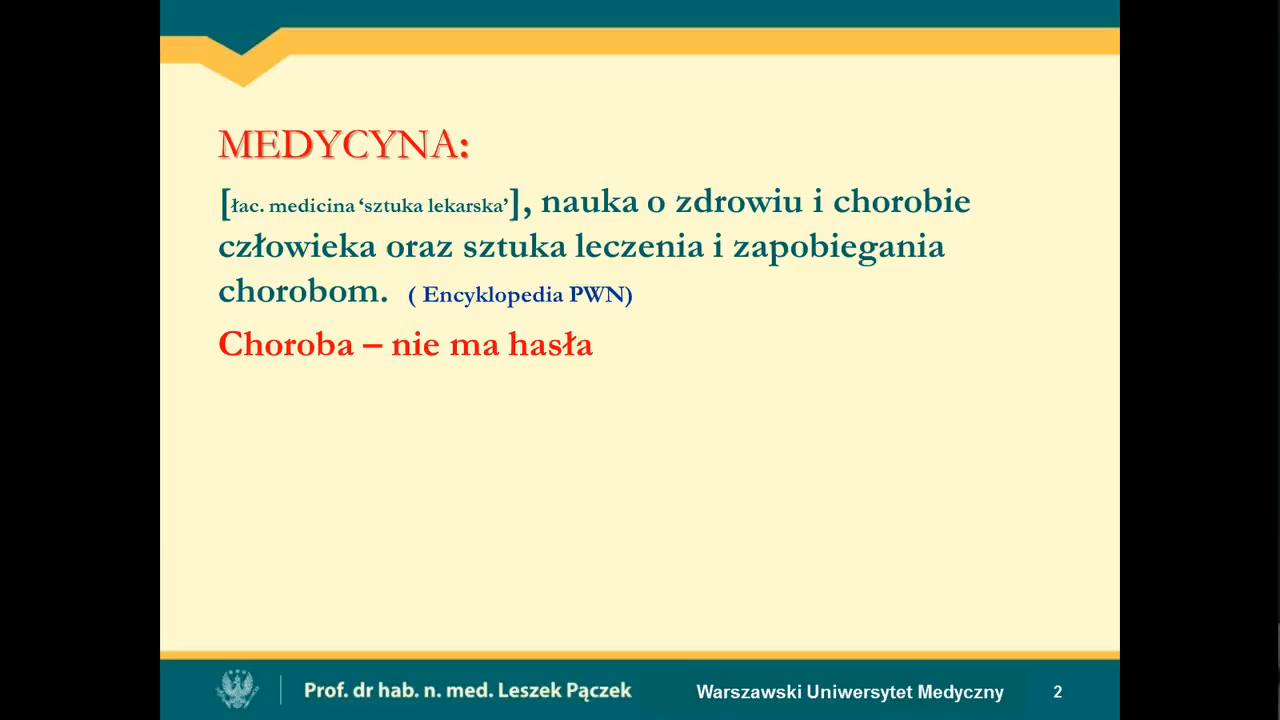 MEDYCYNA:
[łac. medicina ‘sztuka lekarska’], nauka o zdrowiu i chorobie
człowieka oraz sztuka leczenia i zapobiegania
chorobom. ( Encyklopedia PWN)
Choroba – nie ma hasła
Prof. dr hab. n. med. Leszek Pączek Warszawski Uniwersytet Medyczny 2